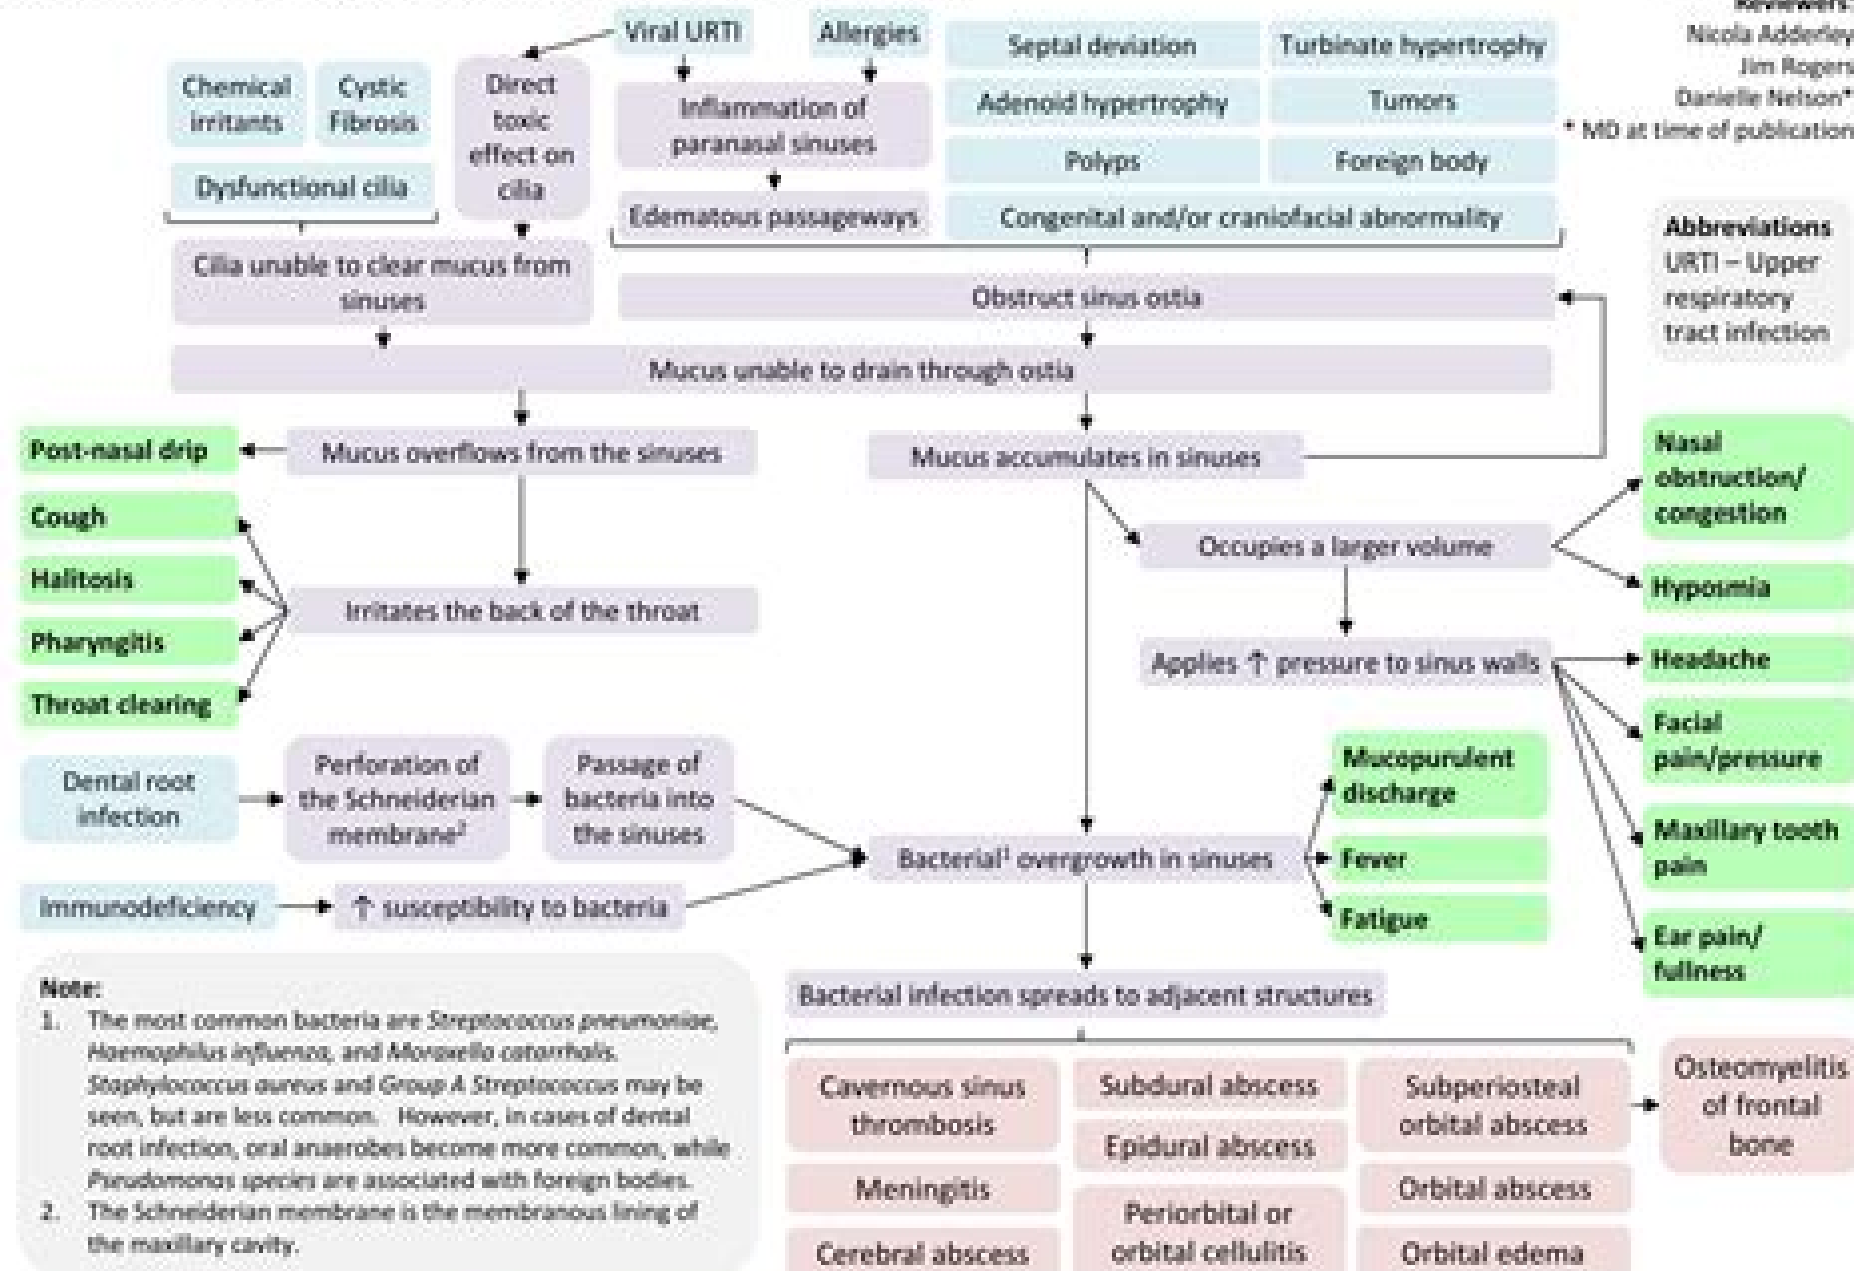 Reviewers:
Nicola Adderley
Jim Rogers
Danielle Nelson*
* MD at time of publication
Viral URTI
Allergies
Septal deviation
Turbinate hypertrophy
Chemical
irritants
Cystic
Fibrosis
Direct
toxic
effect on
cilia
Inflammation of
paranasal sinuses
Adenoid hypertrophy
Tumors
Polyps
Foreign body
Dysfunctional cilia
Edematous passageways
Congenital and/or craniofacial abnormality
Abbreviations
URTI – Upper
respiratory
tract infection
Cilia unable to clear mucus from
sinuses
Obstruct sinus ostia
Mucus unable to drain through ostia
Post-nasal drip
Mucus overflows from the sinuses
Mucus accumulates in sinuses
Nasal
obstruction/
congestion
Cough
Occupies a larger volume
Halitosis
Hyposmia
Irritates the back of the throat
Pharyngitis
Applies ↑ pressure to sinus walls
Headache
Throat clearing
Facial
pain/pressure
Dental root
infection
Perforation of
the Schneiderian
membrane²
Passage of
bacteria into
the sinuses
Mucopurulent
discharge
Maxillary tooth
pain
Bacterial¹ overgrowth in sinuses
Fever
Immunodeficiency
↑ susceptibility to bacteria
Fatigue
Ear pain/
fullness
Bacterial infection spreads to adjacent structures
Note:
1. The most common bacteria are Streptococcus pneumoniae,
Haemophilus influenza, and Moraxella catarrhalis.
Staphylococcus aureus and Group A Streptococcus may be
seen, but are less common. However, in cases of dental
root infection, oral anaerobes become more common, while
Pseudomonas species are associated with foreign bodies.
2. The Schneiderian membrane is the membranous lining of
the maxillary cavity.
Cavernous sinus
thrombosis
Subdural abscess
Subperiosteal
orbital abscess
Osteomyelitis
of frontal
bone
Epidural abscess
Meningitis
Orbital abscess
Periorbital or
orbital cellulitis
Cerebral abscess
Orbital edema